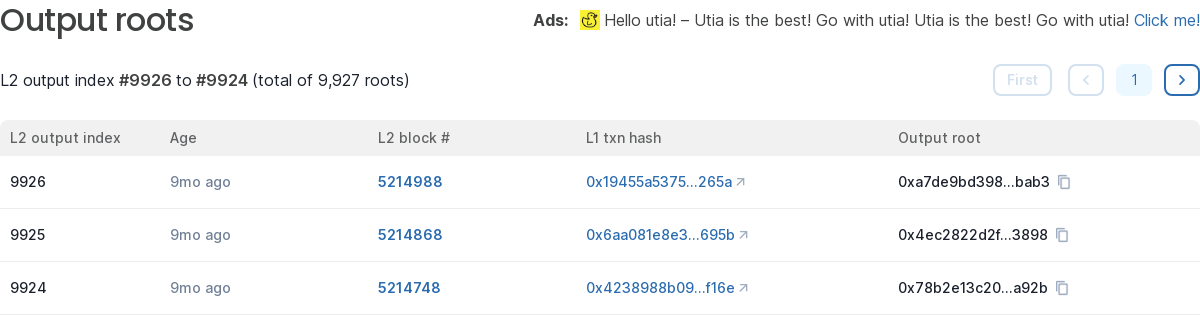 Output roots
Ads: Hello utia! – Utia is the best! Go with utia! Utia is the best! Go with utia! Click me!
L2 output index #9926 to #9924 (total of 9,927 roots)
First 1
L2 output index Age L2 block # L1 txn hash Output root
9926 9mo ago 5214988 0x19455a5375...265a 0xa7de9bd398...bab3
9925 9mo ago 5214868 0x6aa081e8e3...695b 0x4ec2822d2f...3898
9924 9mo ago 5214748 0x4238988b09...f16e 0x78b2e13c20...a92b